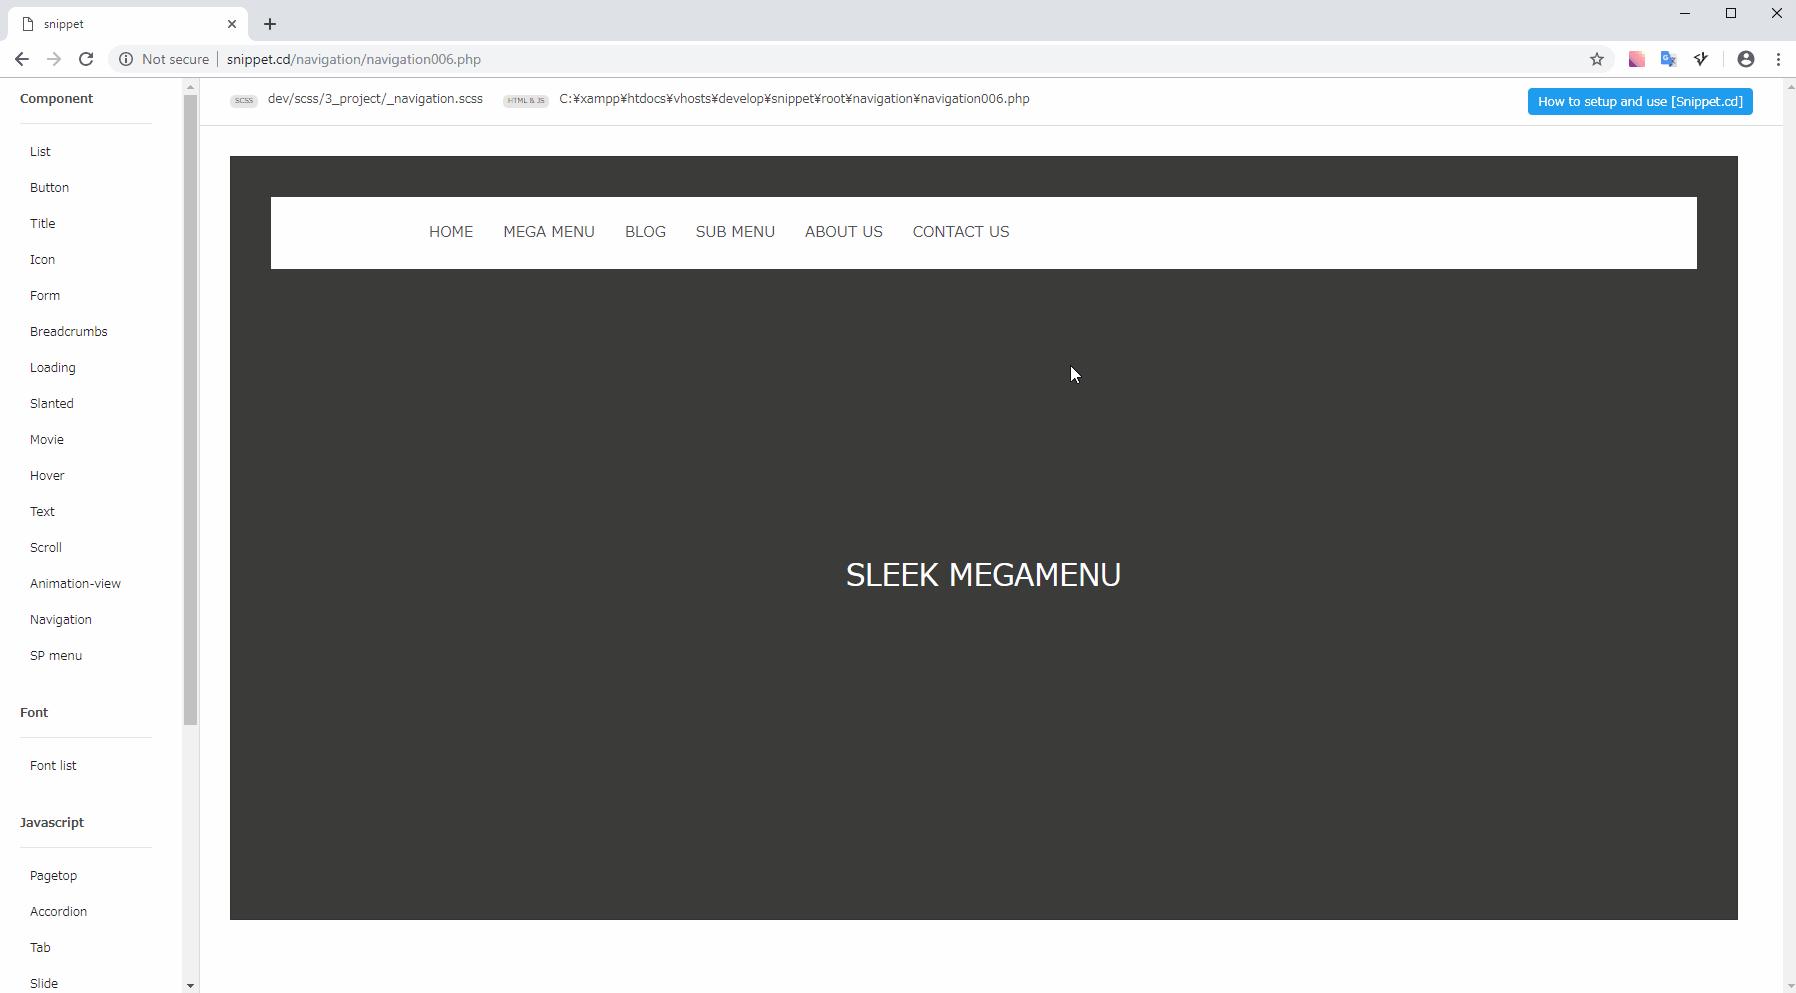 snippet
Not secure
snippet.cd/navigation/navigation006.php
Component
List
Button
Title
Icon
Form
Breadcrumbs
Loading
Slanted
Movie
Hover
Text
Scroll
Animation-view
Navigation
SP menu
Font
Font list
Javascript
Pagetop
Accordion
Tab
Slide
SCSS dev/scss/3_project/_navigation.scss HTML & JS C:¥xampp¥htdocs¥vhosts¥develop¥snippet¥root¥navigation¥navigation006.php
How to setup and use [Snippet.cd]
HOME MEGA MENU BLOG SUB MENU ABOUT US CONTACT US
SLEEK MEGAMENU